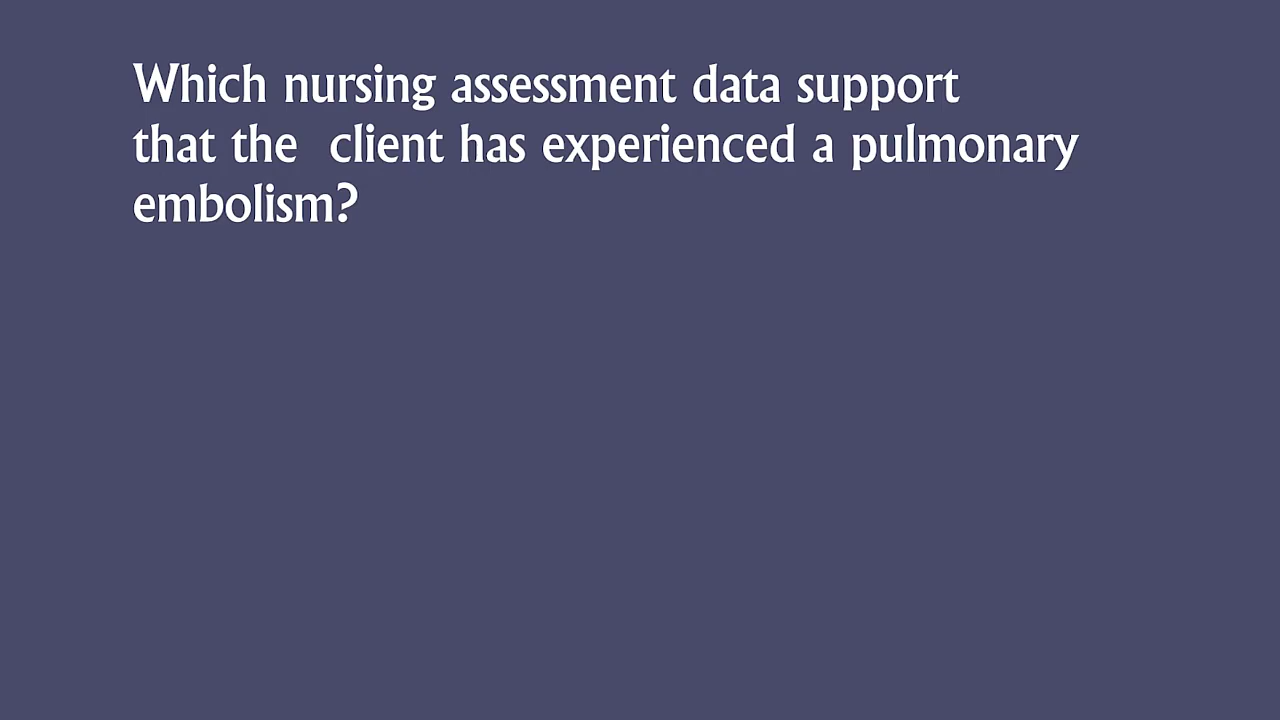 Which nursing assessment data support
that the  client has experienced a pulmonary
embolism?